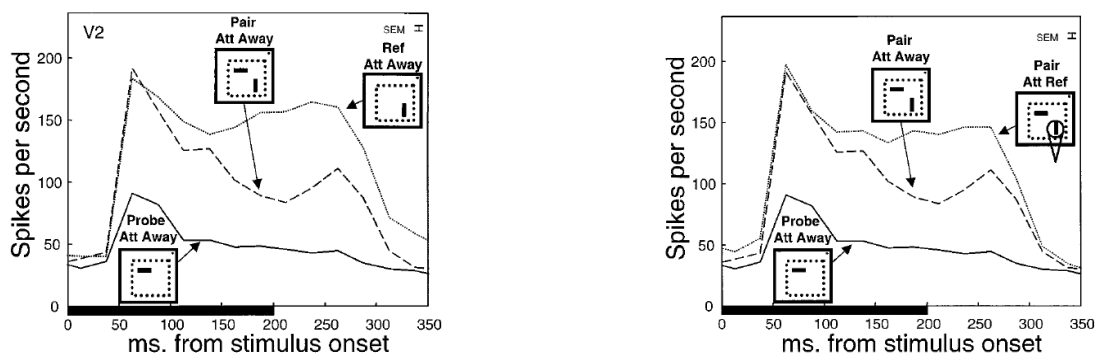 V2
SEM
Pair
Att Away
Ref
Att Away
Probe
Att Away
Spikes per second
200
150
100
50
0
0 50 100 150 200 250 300 350
ms. from stimulus onset
SEM
Pair
Att Away
Pair
Att Ref
Probe
Att Away
Spikes per second
200
150
100
50
0
0 50 100 150 200 250 300 350
ms. from stimulus onset